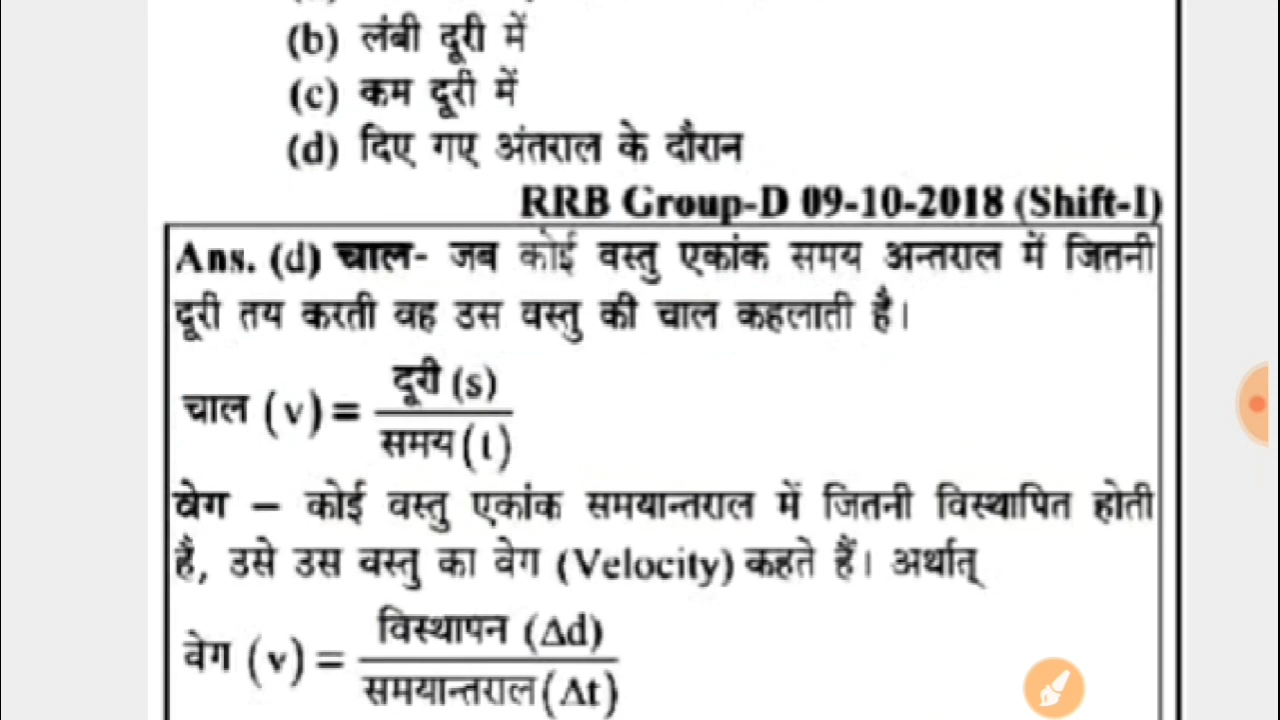 (b) लंबी दूरी में
(c) कम दूरी में
(d) दिए गए अंतराल के दौरान
RRB Group-D 09-10-2018 (Shift-I)
Ans. (d) चाल- जब कोई वस्तु एकांक समय अन्तराल में जितनी
दूरी तय करती वह उस वस्तु की चाल कहलाती है।
चाल (v) = दूरी (s)
समय (t)
वेग – कोई वस्तु एकांक समयान्तराल में जितनी विस्थापित होती
है, उसे उस वस्तु का वेग (Velocity) कहते हैं। अर्थात्
वेग (v) = विस्थापन (Δd)
समयान्तराल (Δt)